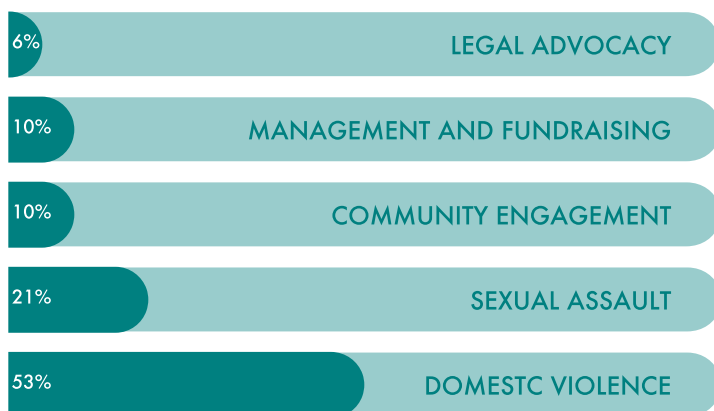 6% LEGAL ADVOCACY
10% MANAGEMENT AND FUNDRAISING
10% COMMUNITY ENGAGEMENT
21% SEXUAL ASSAULT
53% DOMESTC VIOLENCE